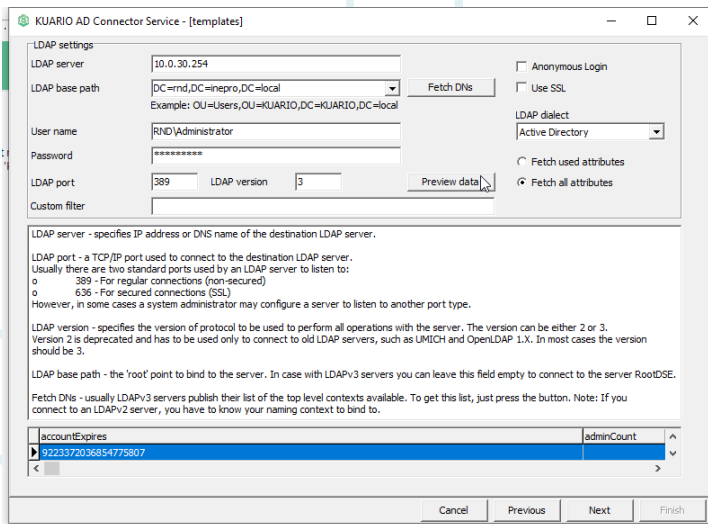 KUARIO AD Connector Service - [templates]
LDAP settings
LDAP server 10.0.30.254 Anonymous Login
LDAP base path DC=rnd,DC=inepro,DC=local Fetch DNs Use SSL
Example: OU=Users,OU=KUARIO,DC=KUARIO,DC=local
LDAP dialect
User name RND\Administrator Active Directory
Password *********
Fetch used attributes
LDAP port 389 LDAP version 3 Preview data Fetch all attributes
Custom filter
LDAP server - specifies IP address or DNS name of the destination LDAP server.
LDAP port - a TCP/IP port used to connect to the destination LDAP server.
Usually there are two standard ports used by an LDAP server to listen to:
o 389 - For regular connections (non-secured)
o 636 - For secured connections (SSL)
However, in some cases a system administrator may configure a server to listen to another port type.
LDAP version - specifies the version of protocol to be used to perform all operations with the server. The version can be either 2 or 3.
Version 2 is deprecated and has to be used only to connect to old LDAP servers, such as UMICH and OpenLDAP 1.X. In most cases the version
should be 3.
LDAP base path - the 'root' point to bind to the server. In case with LDAPv3 servers you can leave this field empty to connect to the server RootDSE.
Fetch DNs - usually LDAPv3 servers publish their list of the top level contexts available. To get this list, just press the button. Note: If you
connect to an LDAPv2 server, you have to know your naming context to bind to.
accountExpires adminCount
9223372036854775807
Cancel Previous Next Finish